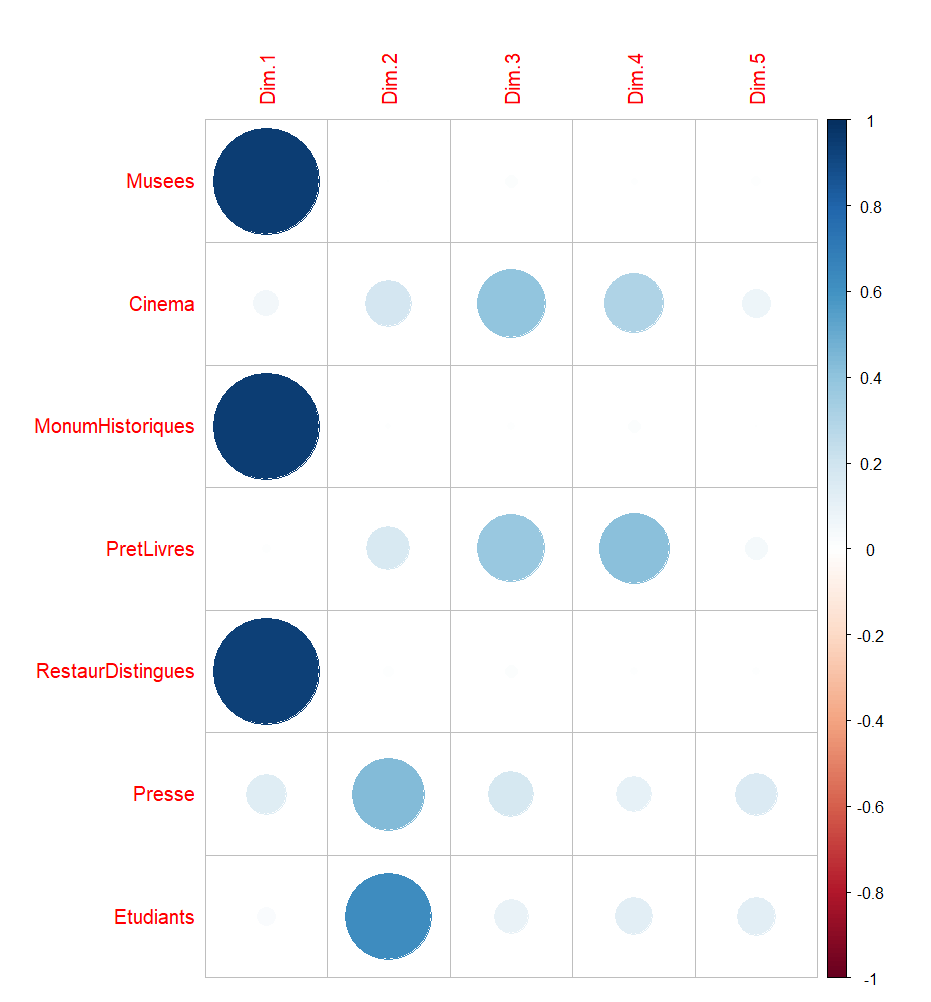 Dim.1 Dim.2 Dim.3 Dim.4 Dim.5
Musees
Cinema
MonumHistoriques
PretLivres
RestaurDistingues
Presse
Etudiants
1
0.8
0.6
0.4
0.2
0
-0.2
-0.4
-0.6
-0.8
-1